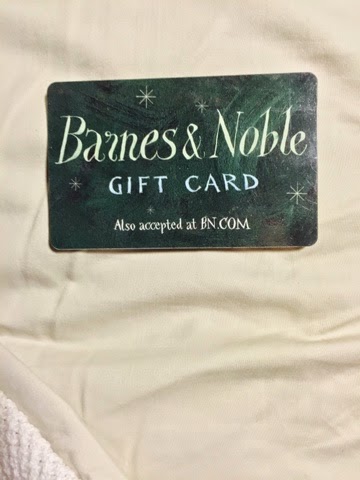 Barnes & Noble
GIFT CARD
Also accepted at BN.COM